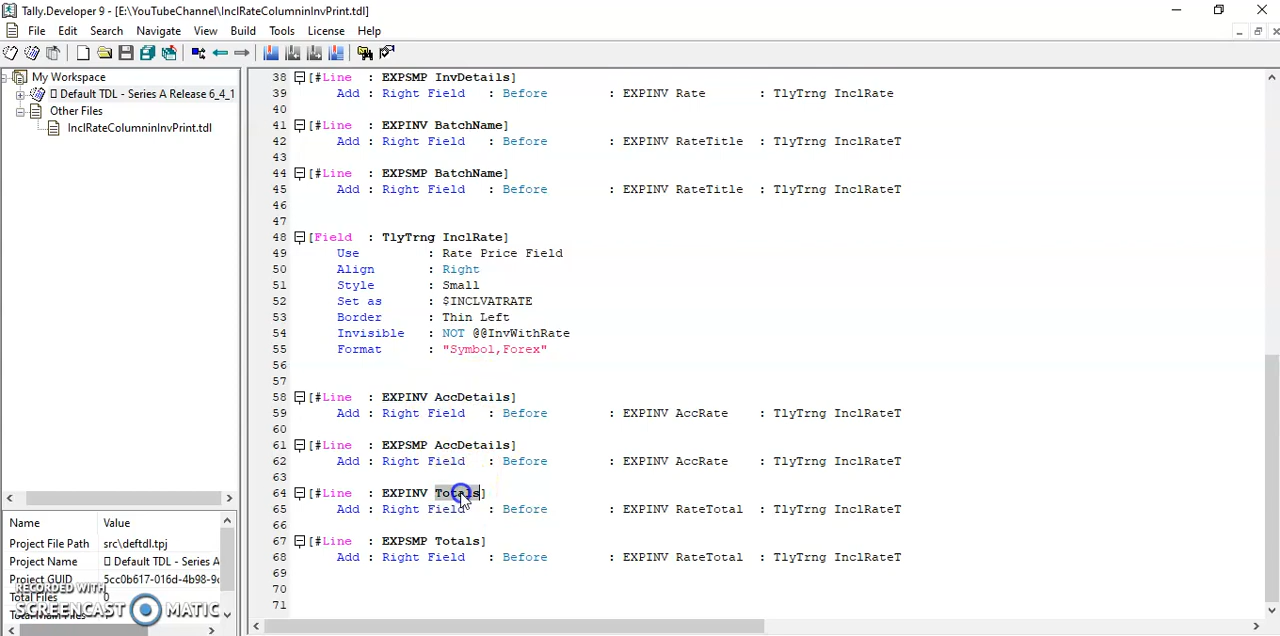 Tally.Developer 9 - [E:\YouTubeChannel\InclRateColumninInvPrint.tdl]
File Edit Search Navigate View Build Tools License Help
My Workspace
Default TDL - Series A Release 6_4_1
Other Files
InclRateColumninInvPrint.tdl
Name Value
Project File Path src\deftdl.tpj
Project Name Default TDL - Series A
Project GUID 5cc0b617-016d-4b98-9
Total Files 0
RECORDED WITH
SCREENCAST MATIC
38 [#Line : EXPSMP InvDetails]
39 Add : Right Field : Before : EXPINV Rate : TlyTrng InclRate
40
41 [#Line : EXPINV BatchName]
42 Add : Right Field : Before : EXPINV RateTitle : TlyTrng InclRateT
43
44 [#Line : EXPSMP BatchName]
45 Add : Right Field : Before : EXPINV RateTitle : TlyTrng InclRateT
46
47
48 [Field : TlyTrng InclRate]
49 Use : Rate Price Field
50 Align : Right
51 Style : Small
52 Set as : $INCLVATRATE
53 Border : Thin Left
54 Invisible : NOT @@InvWithRate
55 Format : "Symbol,Forex"
56
57
58 [#Line : EXPINV AccDetails]
59 Add : Right Field : Before : EXPINV AccRate : TlyTrng InclRateT
60
61 [#Line : EXPSMP AccDetails]
62 Add : Right Field : Before : EXPINV AccRate : TlyTrng InclRateT
63
64 [#Line : EXPINV Totals]
65 Add : Right Field : Before : EXPINV RateTotal : TlyTrng InclRateT
66
67 [#Line : EXPSMP Totals]
68 Add : Right Field : Before : EXPINV RateTotal : TlyTrng InclRateT
69
70
71